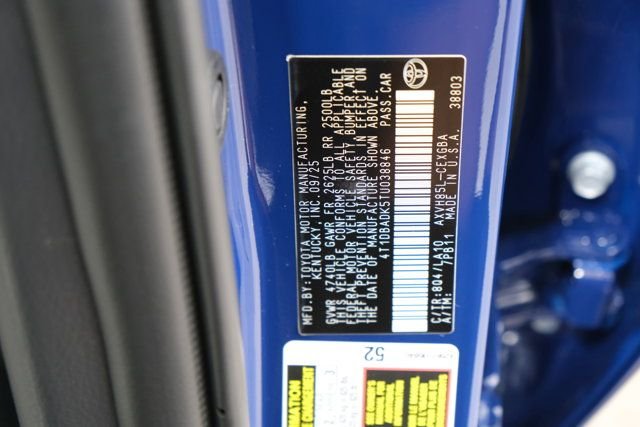 MFD. BY: TOYOTA MOTOR MANUFACTURING,
KENTUCKY, INC. 09/25
GVWR 4740LB GAWR FR 2625LB RR 2500LB
THIS VEHICLE CONFORMS TO ALL APPLICABLE
FEDERAL MOTOR VEHICLE SAFETY, BUMPER, AND
THEFT PREVENTION STANDARDS IN EFFECT ON
THE DATE OF MANUFACTURE SHOWN ABOVE.
4T1DBADK5TU038846 PASS.CAR
C/TR: 8Q4/LA10 AXVH85L-CEXGBA
A/TM: /PB11 MADE IN U.S.A. 38803
52